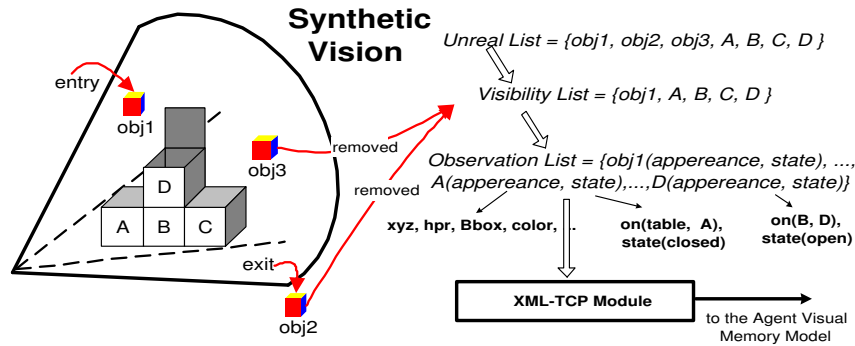 Synthetic
Vision
entry
obj1
obj3
removed
removed
D
A B C
exit
obj2
Unreal List = {obj1, obj2, obj3, A, B, C, D }
Visibility List = {obj1, A, B, C, D }
Observation List = {obj1(appereance, state), ...,
A(appereance, state),...,D(appereance, state)}
xyz, hpr, Bbox, color, ..
on(table, A),
state(closed)
on(B, D),
state(open)
XML-TCP Module
to the Agent Visual
Memory Model